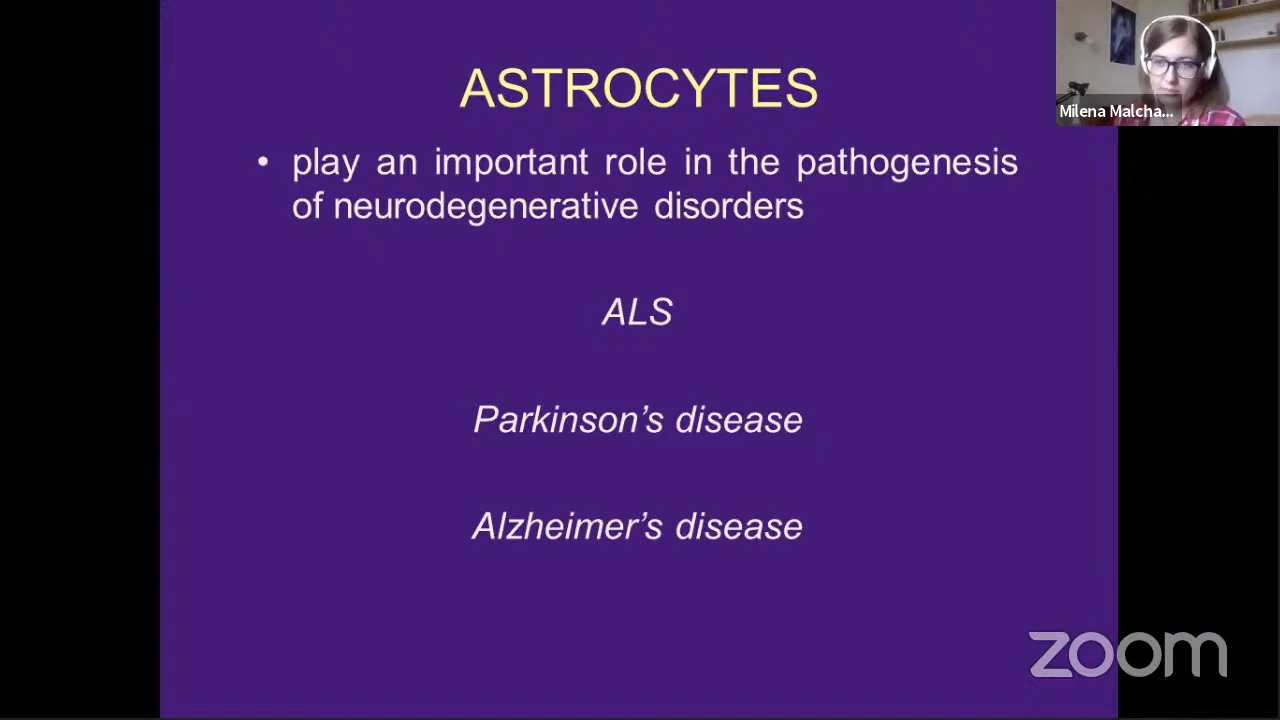 ASTROCYTES
Milena Malcha...
• play an important role in the pathogenesis
of neurodegenerative disorders
ALS
Parkinson’s disease
Alzheimer’s disease
zoom